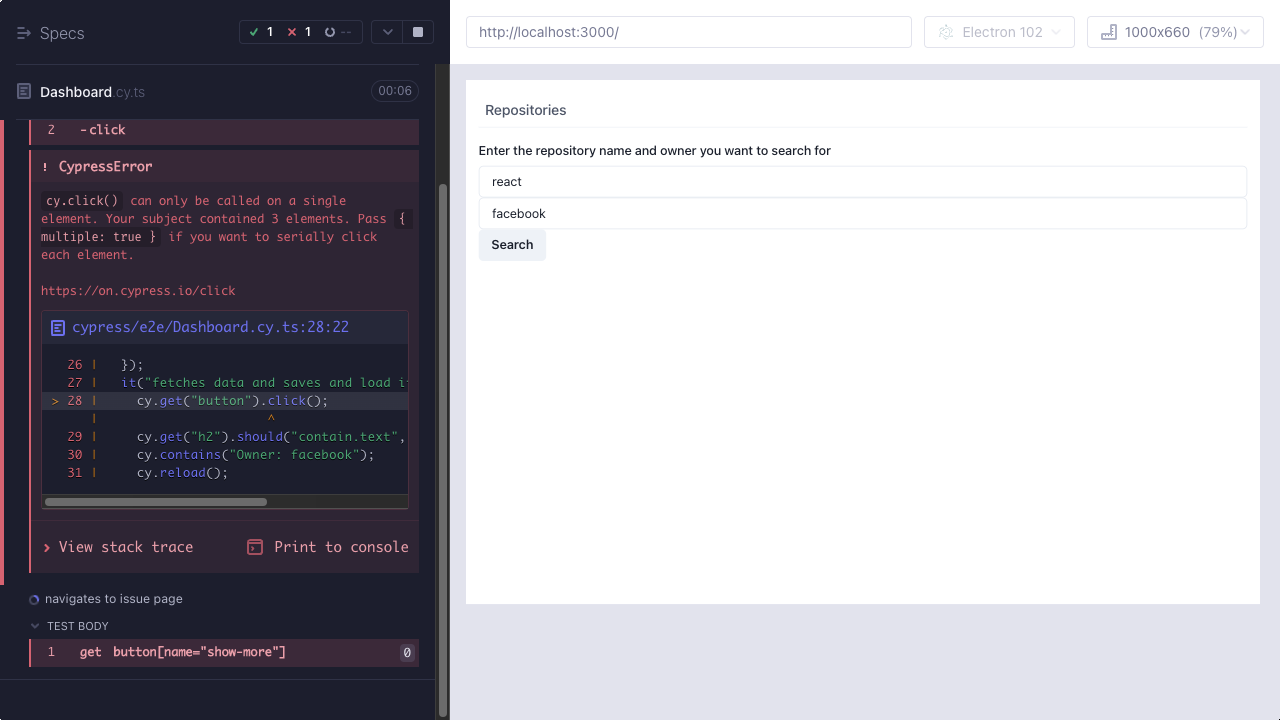 Specs
1 1 --
Dashboard.cy.ts
00:06
2 -click
! CypressError
cy.click() can only be called on a single
element. Your subject contained 3 elements. Pass {
multiple: true } if you want to serially click
each element.
https://on.cypress.io/click
cypress/e2e/Dashboard.cy.ts:28:22
26 | });
27 | it("fetches data and saves and load i
> 28 | cy.get("button").click();
| ^
29 | cy.get("h2").should("contain.text",
30 | cy.contains("Owner: facebook");
31 | cy.reload();
View stack trace
Print to console
navigates to issue page
TEST BODY
1 get button[name="show-more"] 0
http://localhost:3000/
Electron 102
1000x660 (79%)
Repositories
Enter the repository name and owner you want to search for
react
facebook
Search